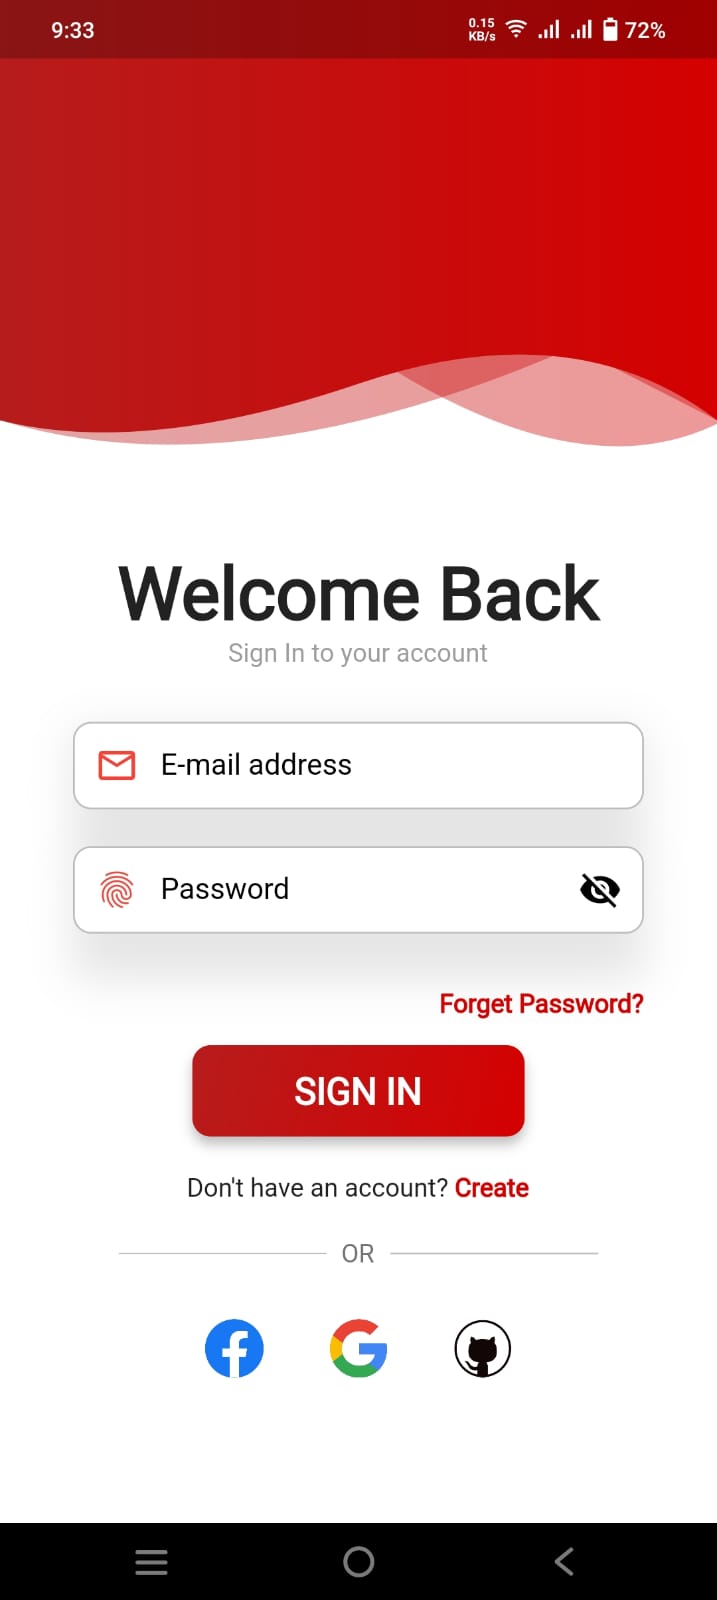 9:33
0.15
KB/s
72%
Welcome Back
Sign In to your account
E-mail address
Password
Forget Password?
SIGN IN
Don't have an account? Create
OR